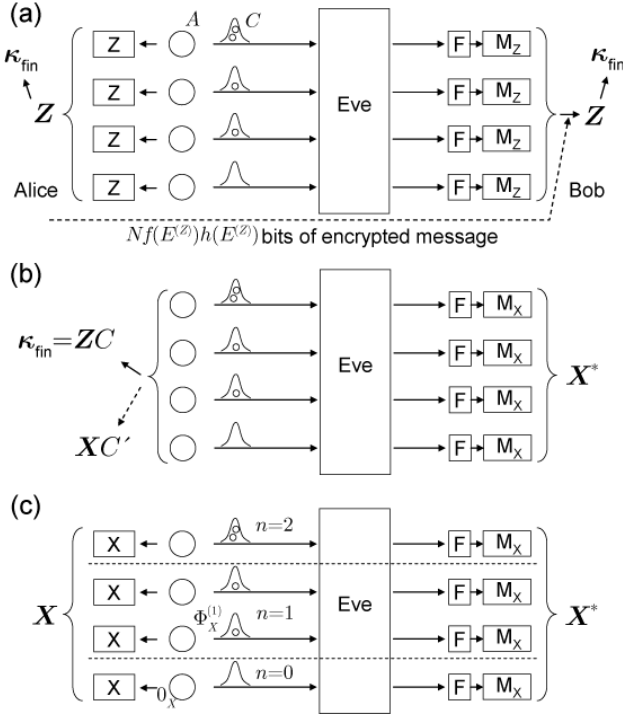 (a)
A C
κ_fin κ_fin
Z F M_Z
Z F M_Z
Z Eve Z
Z F M_Z
Alice Z F M_Z Bob
Nf(E^(Z))h(E^(Z)) bits of encrypted message
(b)
F M_X
κ_fin=ZC F M_X
Eve X*
XC′ F M_X
F M_X
(c)
X n=2 F M_X
X F M_X
X Eve X*
X Φ_X^(1) n=1 F M_X
X 0_X n=0 F M_X